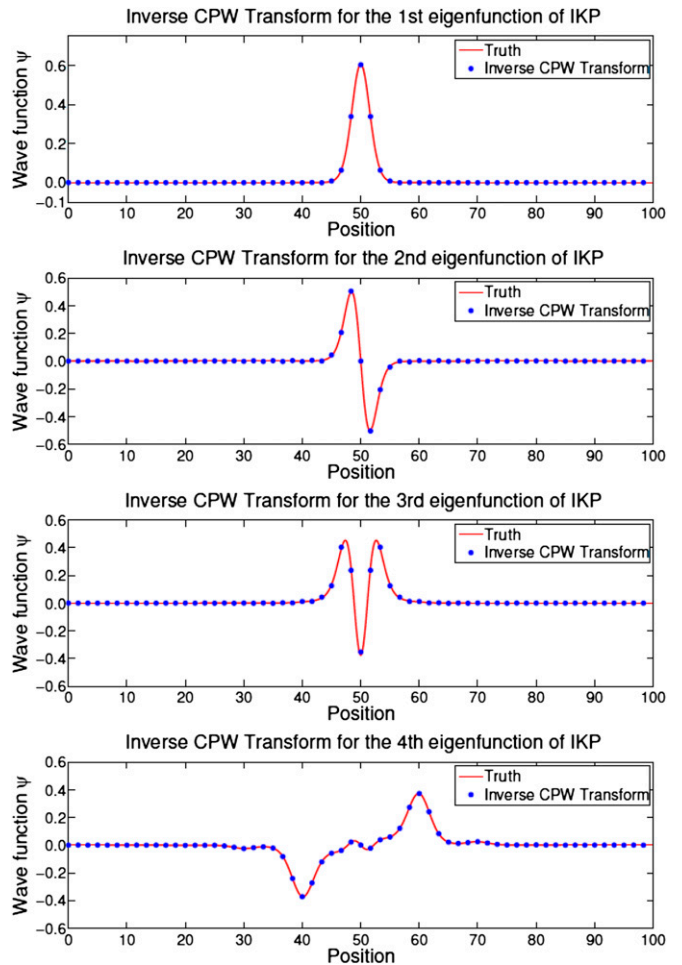 Inverse CPW Transform for the 1st eigenfunction of IKP
Wave function ψ
0.6
0.4
0.2
0.0
−0.1
Truth
Inverse CPW Transform
0 10 20 30 40 50 60 70 80 90 100
Position
Inverse CPW Transform for the 2nd eigenfunction of IKP
Wave function ψ
0.6
0.4
0.2
0.0
−0.2
−0.4
−0.6
Truth
Inverse CPW Transform
0 10 20 30 40 50 60 70 80 90 100
Position
Inverse CPW Transform for the 3rd eigenfunction of IKP
Wave function ψ
0.6
0.4
0.2
0.0
−0.2
−0.4
−0.6
Truth
Inverse CPW Transform
0 10 20 30 40 50 60 70 80 90 100
Position
Inverse CPW Transform for the 4th eigenfunction of IKP
Wave function ψ
0.6
0.4
0.2
0.0
−0.2
−0.4
−0.6
Truth
Inverse CPW Transform
0 10 20 30 40 50 60 70 80 90 100
Position